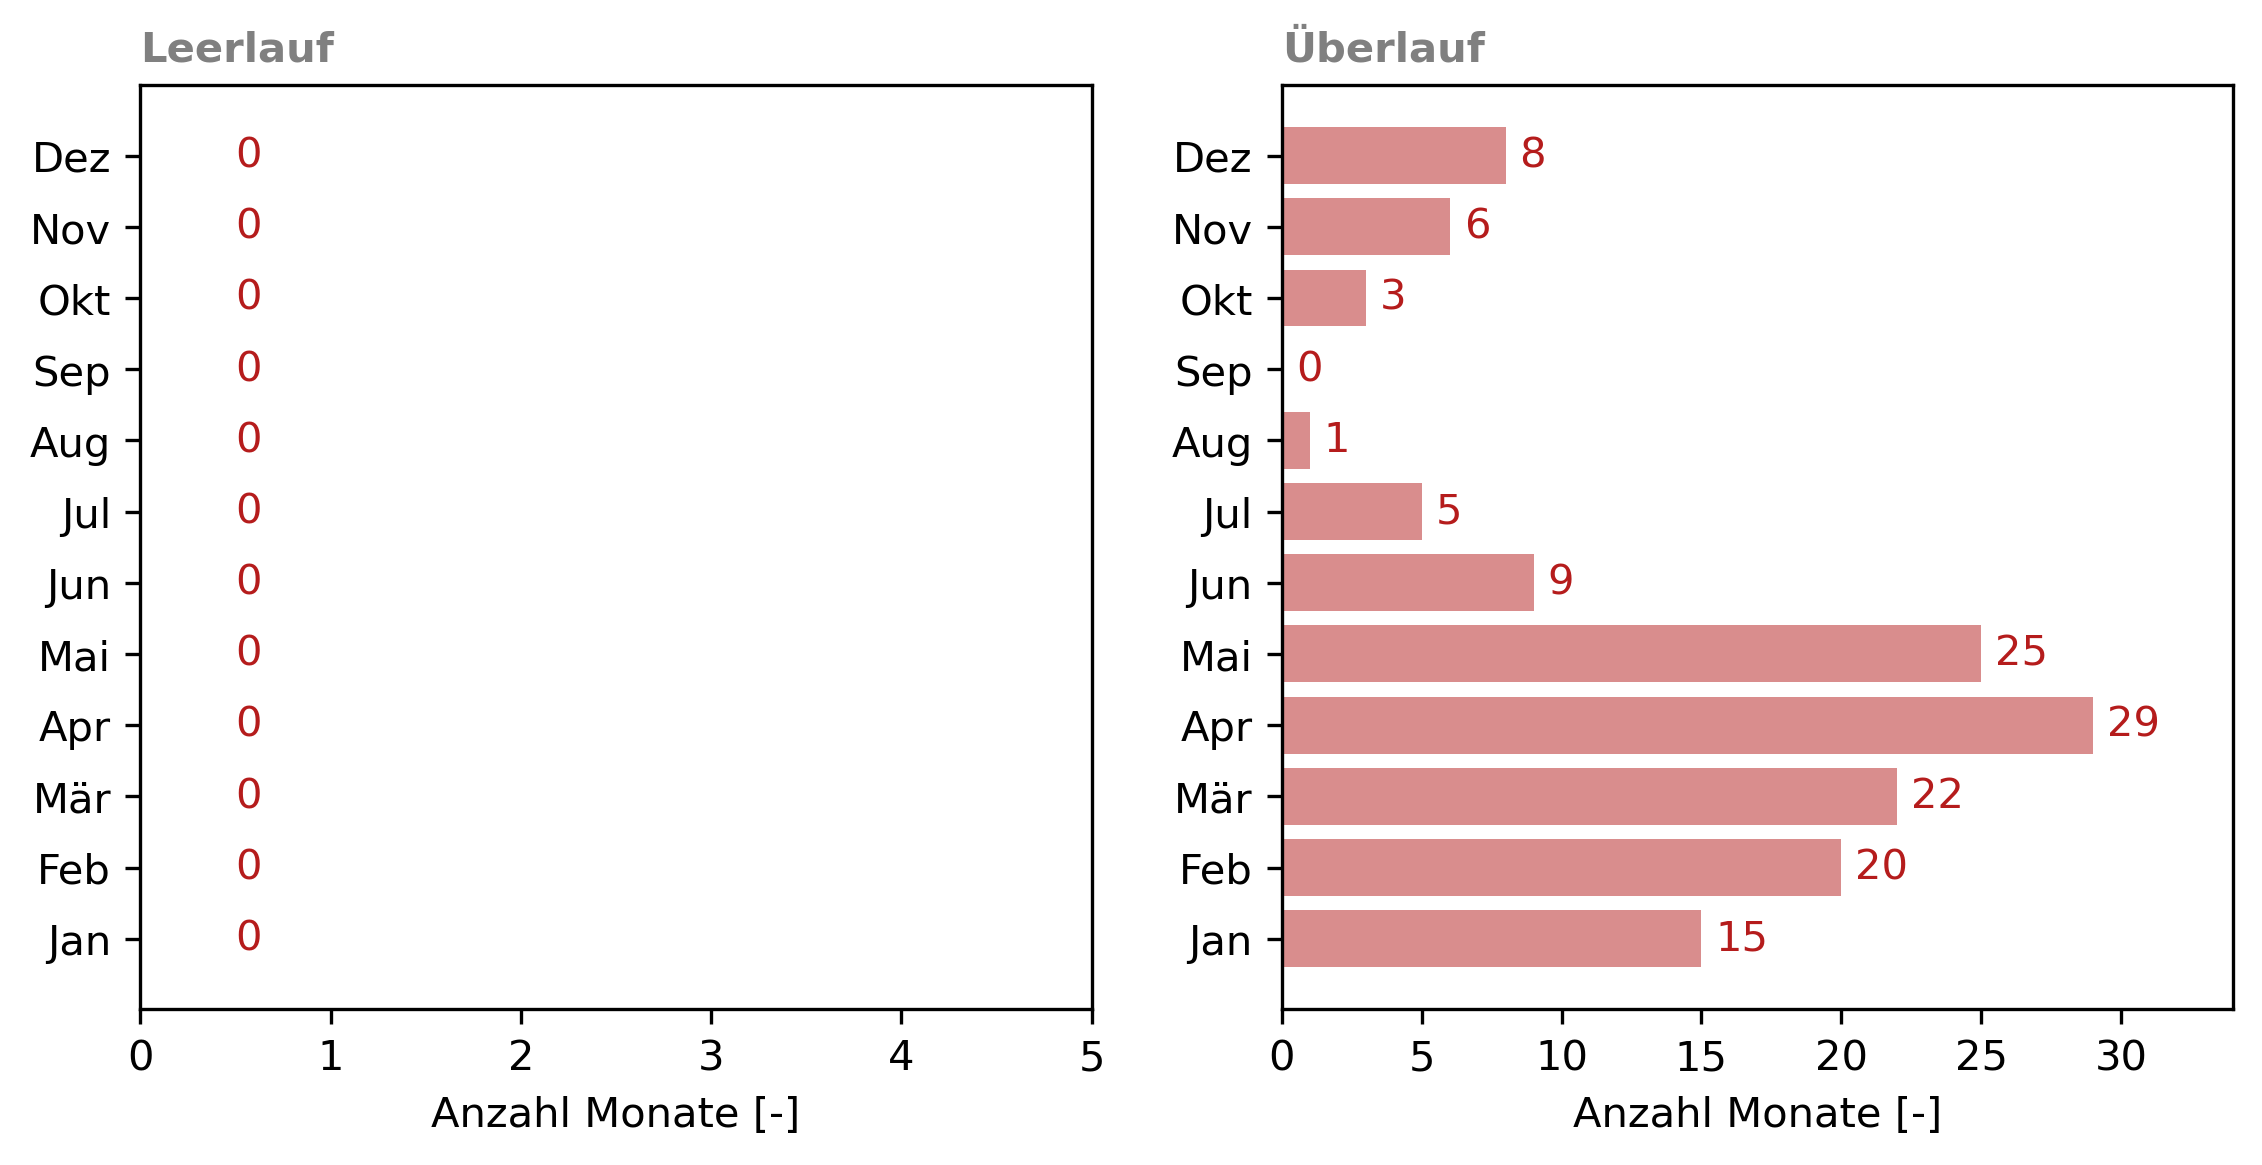 Leerlauf
Dez 0
Nov 0
Okt 0
Sep 0
Aug 0
Jul 0
Jun 0
Mai 0
Apr 0
Mär 0
Feb 0
Jan 0
0 1 2 3 4 5
Anzahl Monate [-]
Überlauf
Dez 8
Nov 6
Okt 3
Sep 0
Aug 1
Jul 5
Jun 9
Mai 25
Apr 29
Mär 22
Feb 20
Jan 15
0 5 10 15 20 25 30
Anzahl Monate [-]